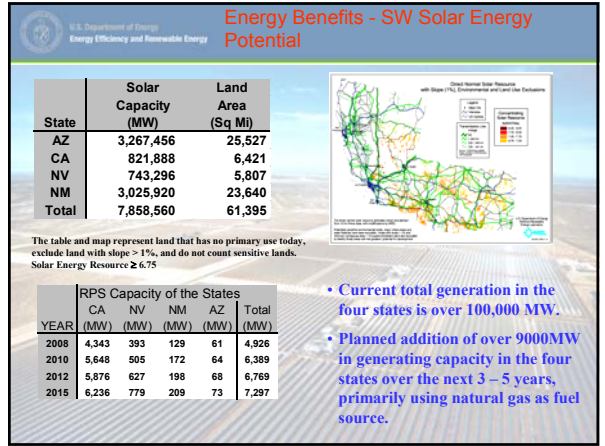 U.S. Department of Energy
Energy Efficiency and Renewable Energy
Energy Benefits - SW Solar Energy
Potential
State Solar Capacity (MW) Land Area (Sq Mi)
AZ 3,267,456 25,527
CA 821,888 6,421
NV 743,296 5,807
NM 3,025,920 23,640
Total 7,858,560 61,395
Direct Normal Solar Resource
with Slope (1%), Environmental and Land Use Exclusions
The table and map represent land that has no primary use today,
exclude land with slope > 1%, and do not count sensitive lands.
Solar Energy Resource ≥ 6.75
RPS Capacity of the States
CA NV NM AZ Total
YEAR (MW) (MW) (MW) (MW) (MW)
2008 4,343 393 129 61 4,926
2010 5,648 505 172 64 6,389
2012 5,876 627 198 68 6,769
2015 6,236 779 209 73 7,297
• Current total generation in the
four states is over 100,000 MW.
• Planned addition of over 9000MW
in generating capacity in the four
states over the next 3 – 5 years,
primarily using natural gas as fuel
source.